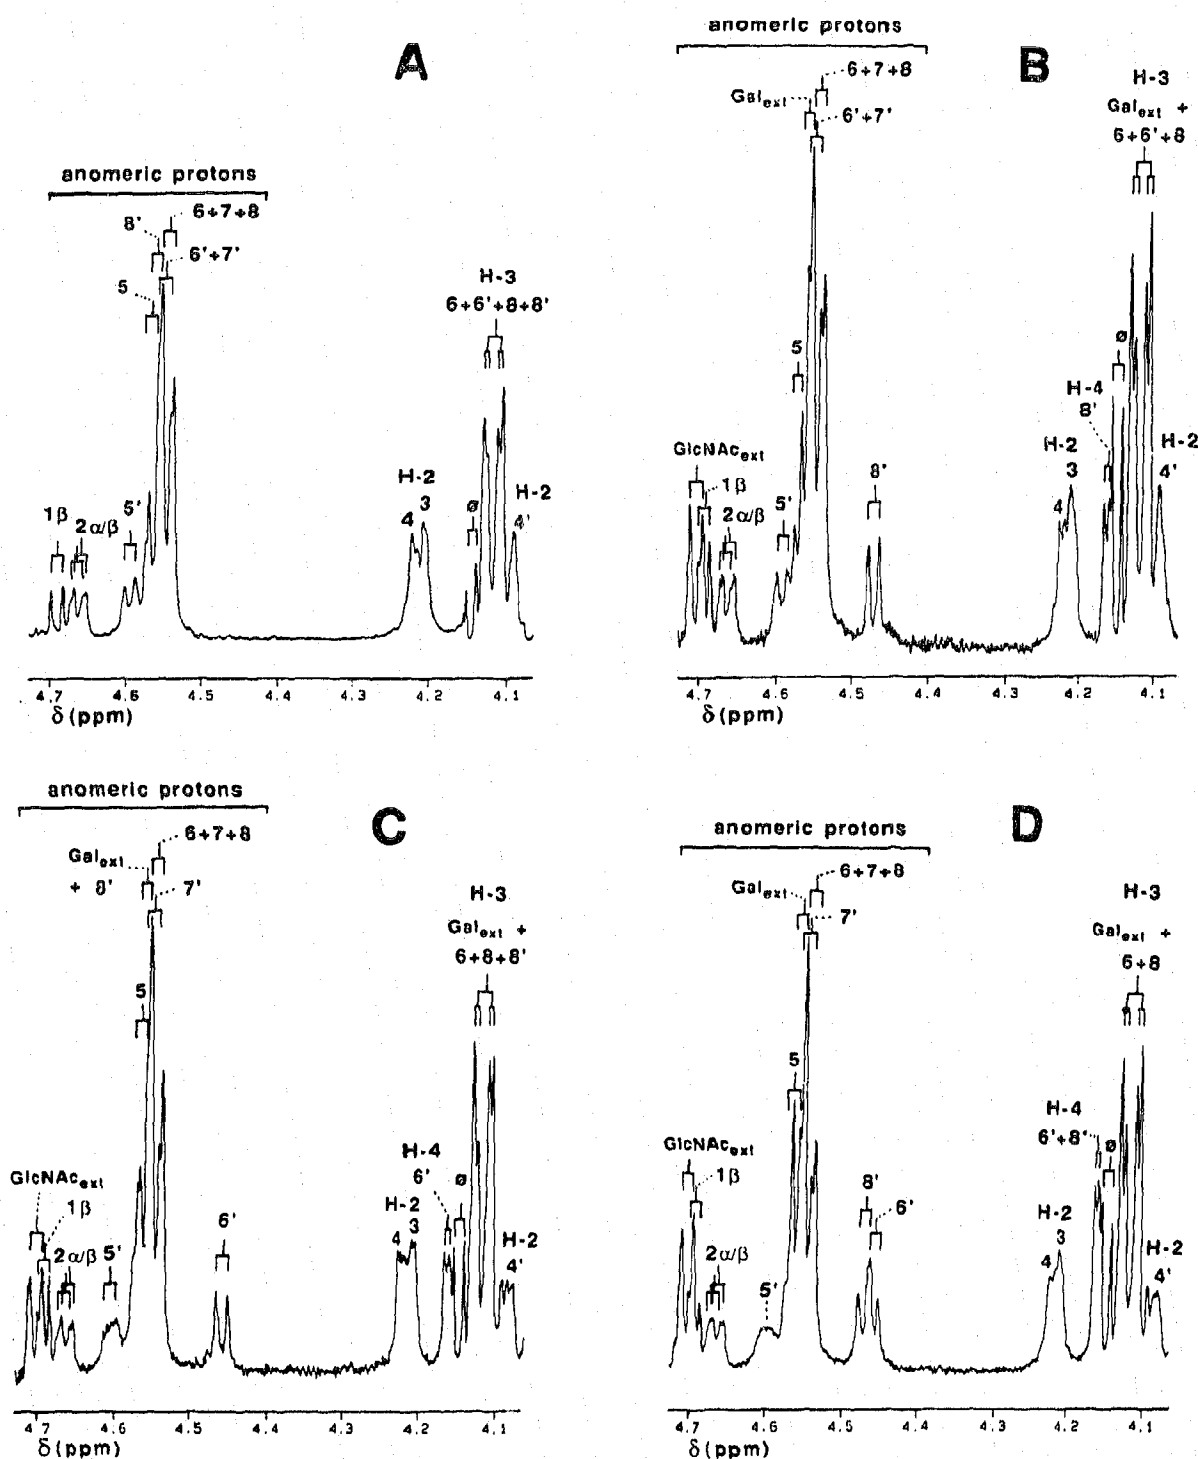 A
anomeric protons
6+7+8
8'
6'+7'
5
H-3
6+6'+8+8'
1β
2α/β
5'
H-2
4 3
ø
H-2
4'
4.7 4.6 4.5 4.4 4.3 4.2 4.1
δ (ppm)
B
anomeric protons
6+7+8
Galext
6'+7'
H-3
Galext +
6+6'+8
5
GlcNAcext
1β
2α/β
5'
8'
H-2
4 3
H-4
8'
ø
H-2
4'
4.7 4.6 4.5 4.4 4.3 4.2 4.1
δ (ppm)
C
anomeric protons
6+7+8
Galext
+ 8'
7'
H-3
Galext +
6+8+8'
5
GlcNAcext
1β
2α/β
5'
6'
H-2
4 3
H-4
6'
ø
H-2
4'
4.7 4.6 4.5 4.4 4.3 4.2 4.1
δ (ppm)
D
anomeric protons
6+7+8
Galext
7'
H-3
Galext +
6+8
5
GlcNAcext
1β
2α/β
5'
8'
6'
H-2
4 3
H-4
6'+8'
ø
H-2
4'
4.7 4.6 4.5 4.4 4.3 4.2 4.1
δ (ppm)